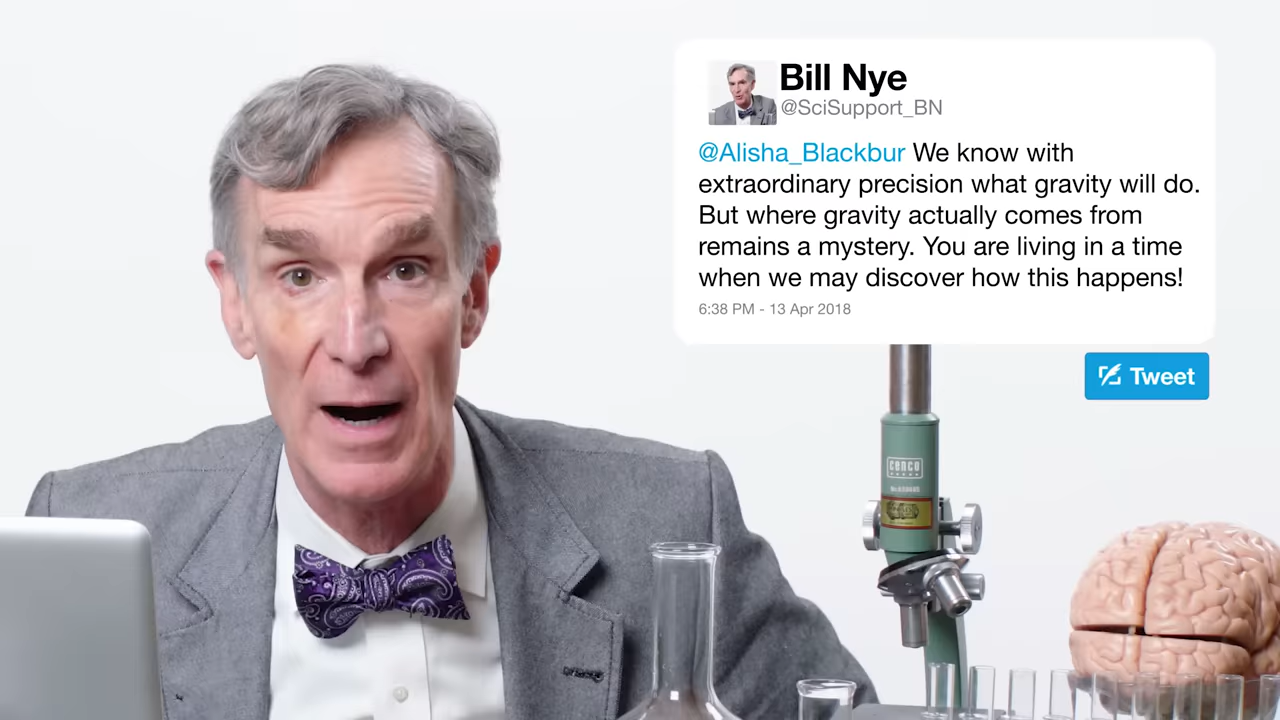 Bill Nye
@SciSupport_BN
@Alisha_Blackbur We know with
extraordinary precision what gravity will do.
But where gravity actually comes from
remains a mystery. You are living in a time
when we may discover how this happens!
6:38 PM - 13 Apr 2018
Tweet
cenco